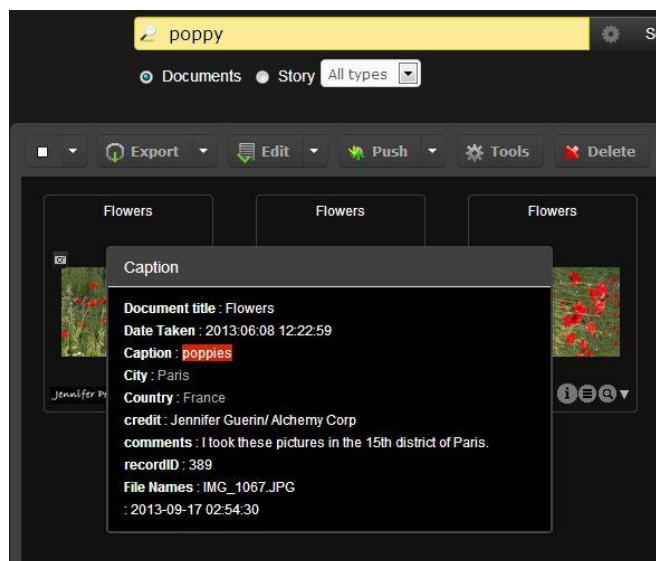 poppy
S
Documents Story All types
Export Edit Push Tools Delete
Flowers Flowers Flowers
Caption
Document title : Flowers
Date Taken : 2013:06:08 12:22:59
Caption : poppies
City : Paris
Country : France
credit : Jennifer Guerin/ Alchemy Corp
comments : I took these pictures in the 15th district of Paris.
recordID : 389
File Names : IMG_1067.JPG
: 2013-09-17 02:54:30
Jennifer